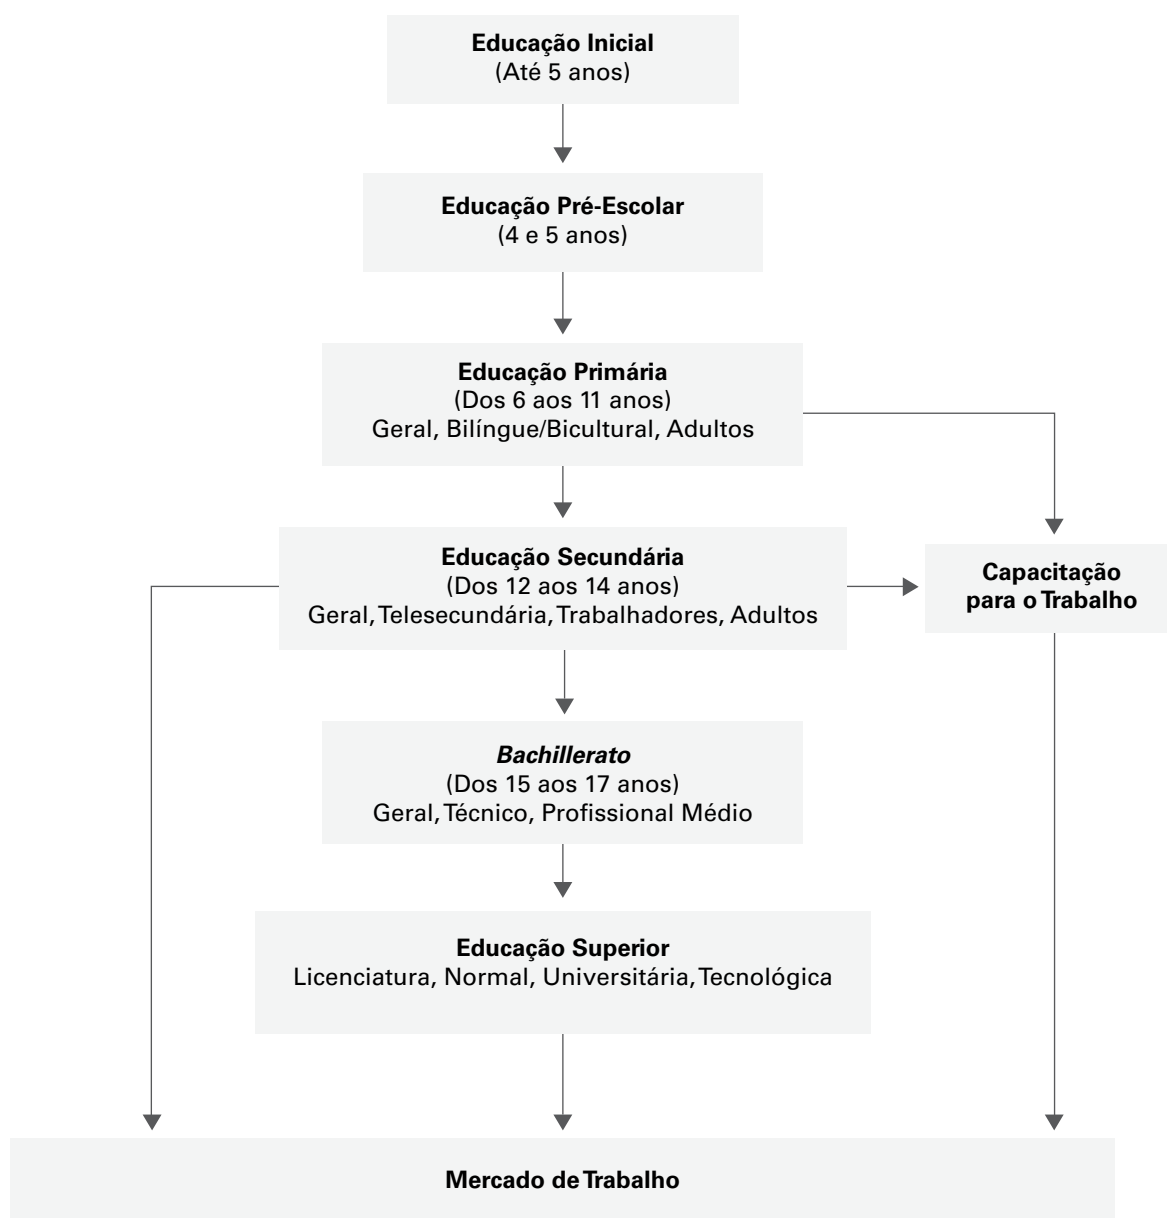 Educação Inicial
(Até 5 anos)
Educação Pré-Escolar
(4 e 5 anos)
Educação Primária
(Dos 6 aos 11 anos)
Geral, Bilíngue/Bicultural, Adultos
Educação Secundária
(Dos 12 aos 14 anos)
Geral, Telesecundária, Trabalhadores, Adultos
Capacitação
para o Trabalho
Bachillerato
(Dos 15 aos 17 anos)
Geral, Técnico, Profissional Médio
Educação Superior
Licenciatura, Normal, Universitária, Tecnológica
Mercado de Trabalho